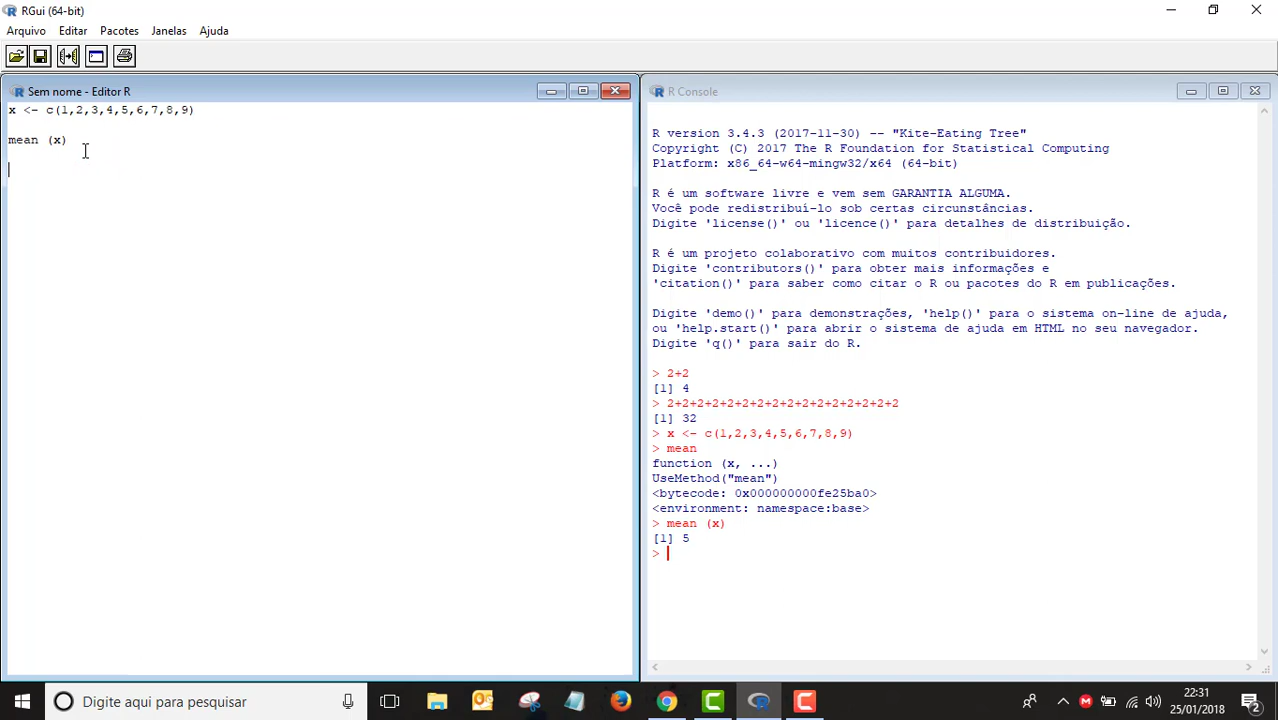 RGui (64-bit)
Arquivo Editar Pacotes Janelas Ajuda
Sem nome - Editor R
x <- c(1,2,3,4,5,6,7,8,9)
mean (x)
R Console
R version 3.4.3 (2017-11-30) -- "Kite-Eating Tree"
Copyright (C) 2017 The R Foundation for Statistical Computing
Platform: x86_64-w64-mingw32/x64 (64-bit)
R é um software livre e vem sem GARANTIA ALGUMA.
Você pode redistribuí-lo sob certas circunstâncias.
Digite 'license()' ou 'licence()' para detalhes de distribuição.
R é um projeto colaborativo com muitos contribuidores.
Digite 'contributors()' para obter mais informações e
'citation()' para saber como citar o R ou pacotes do R em publicações.
Digite 'demo()' para demonstrações, 'help()' para o sistema on-line de ajuda,
ou 'help.start()' para abrir o sistema de ajuda em HTML no seu navegador.
Digite 'q()' para sair do R.
> 2+2
[1] 4
> 2+2+2+2+2+2+2+2+2+2+2+2+2+2+2+2
[1] 32
> x <- c(1,2,3,4,5,6,7,8,9)
> mean
function (x, ...)
UseMethod("mean")
<bytecode: 0x000000000fe25ba0>
<environment: namespace:base>
> mean (x)
[1] 5
>
Digite aqui para pesquisar
22:31
25/01/2018
2